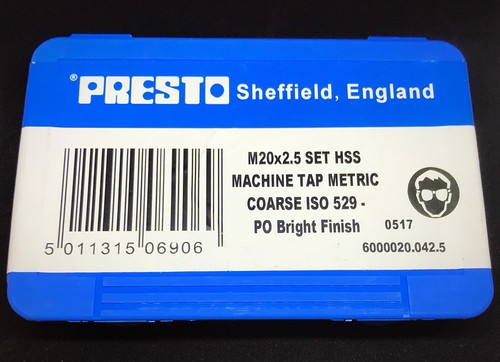 ® PRESTO Sheffield, England
M20x2.5 SET HSS
MACHINE TAP METRIC
COARSE ISO 529 -
PO Bright Finish
0517
5 011315 06906
6000020.042.5